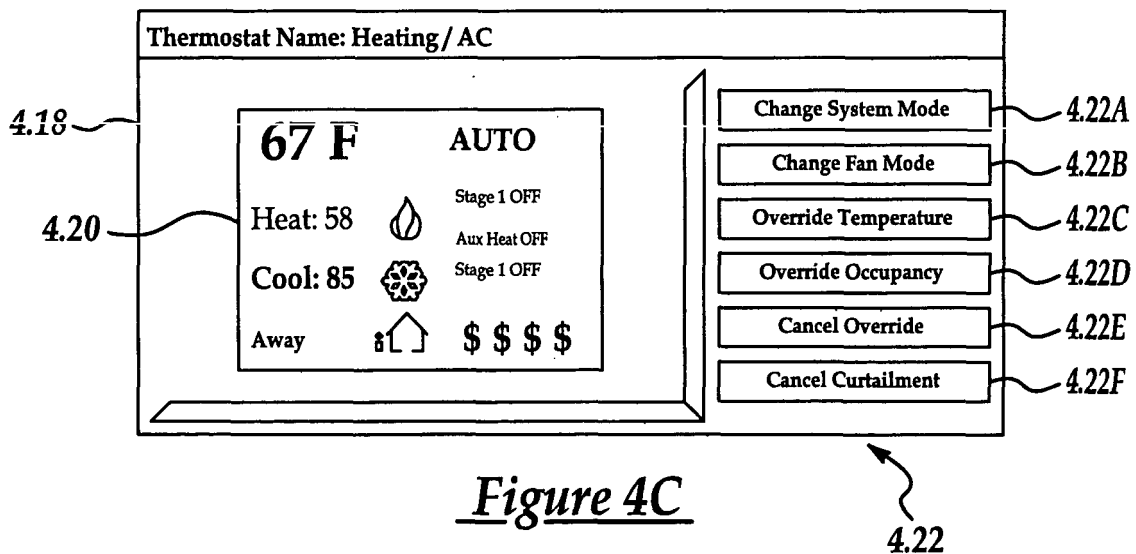 Thermostat Name: Heating / AC
4.18
67 F AUTO
4.20
Heat: 58
Stage 1 OFF
Aux Heat OFF
Cool: 85
Stage 1 OFF
Away
$ $ $ $
Change System Mode
4.22A
Change Fan Mode
4.22B
Override Temperature
4.22C
Override Occupancy
4.22D
Cancel Override
4.22E
Cancel Curtailment
4.22F
4.22
Figure 4C